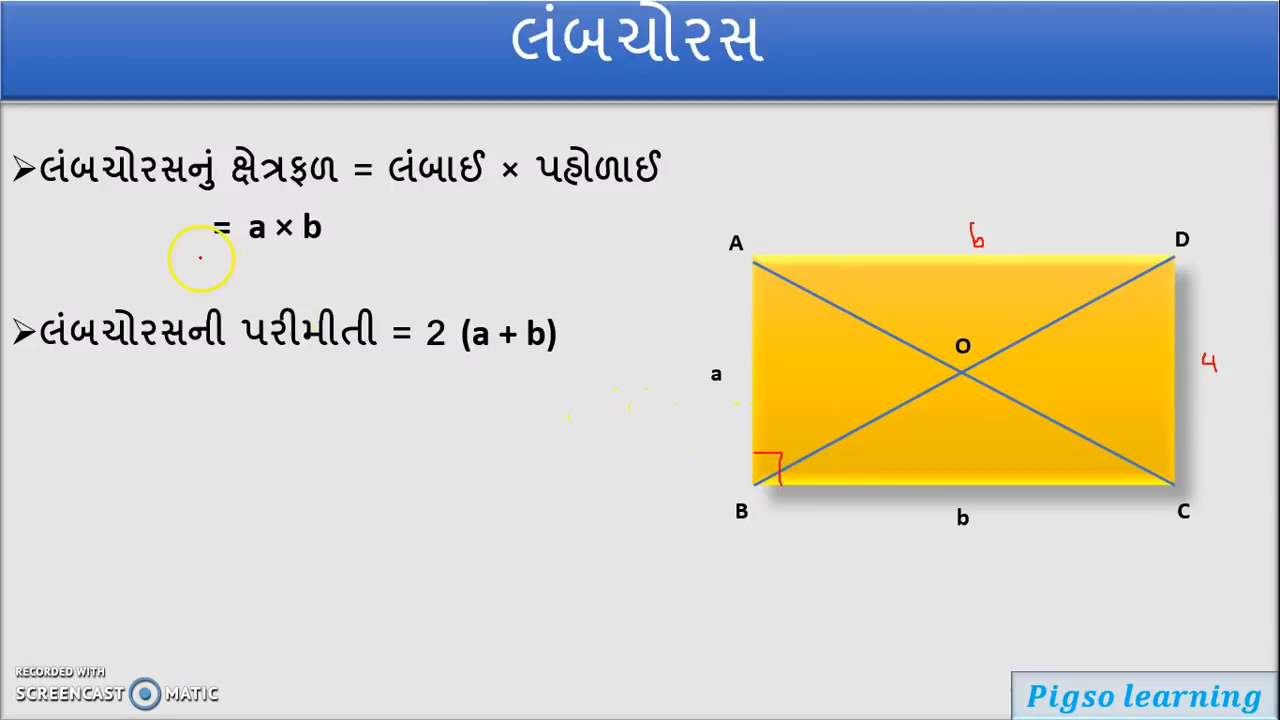 લંબચોરસ
➢લંબચોરસનું ક્ષેત્રફળ = લંબાઈ × પહોળાઈ
= a × b
➢લંબચોરસની પરીમીતી = 2 (a + b)
6
A
D
O
a
4
B
C
b
RECORDED WITH
SCREENCAST MATIC
Pigso learning